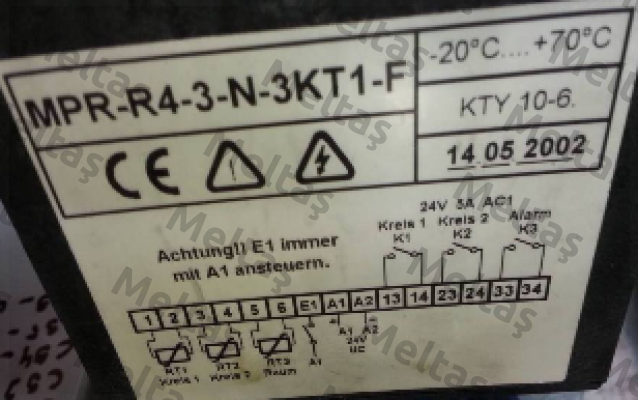 MPR-R4-3-N-3KT1-F
-20°C....+70°C
KTY 10-6.
14 05 2002
CE
Achtung!! E1 immer
mit A1 ansteuern.
24V 3A AC1
Kreis 1 Kreis 2 Alarm
K1 K2 K3
1 2 3 4 5 6 E1 A1 A2 13 14 23 24 33 34
RT1 RT2 RT3 A1 A1 A2
Kreis 1 Kreis 2 Raum 24V
UC
Meltaş